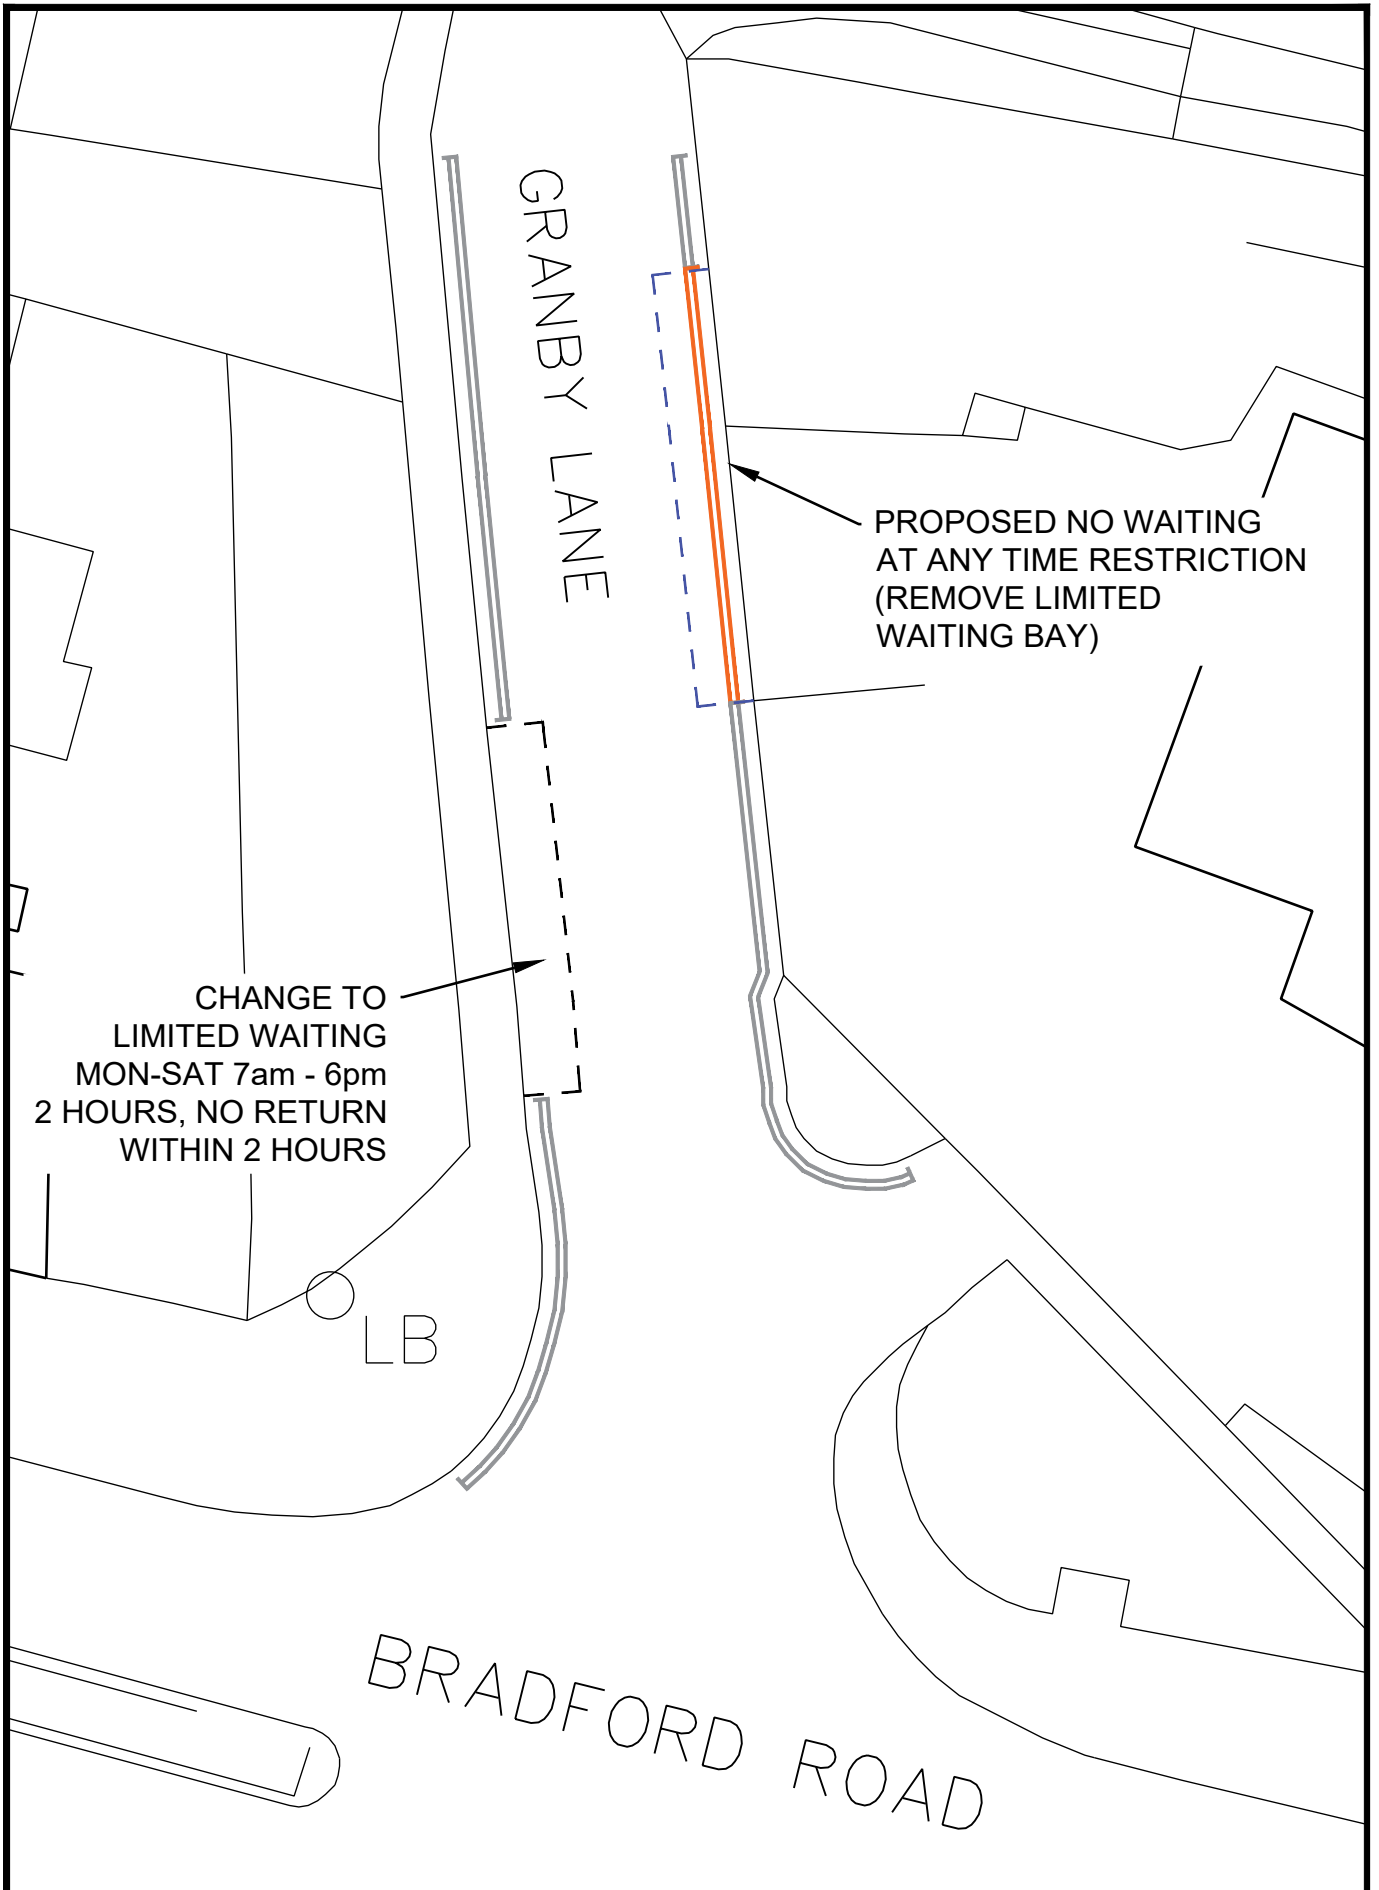 GRANBY LANE
PROPOSED NO WAITING
AT ANY TIME RESTRICTION
(REMOVE LIMITED
WAITING BAY)
CHANGE TO
LIMITED WAITING
MON-SAT 7am - 6pm
2 HOURS, NO RETURN
WITHIN 2 HOURS
LB
BRADFORD ROAD